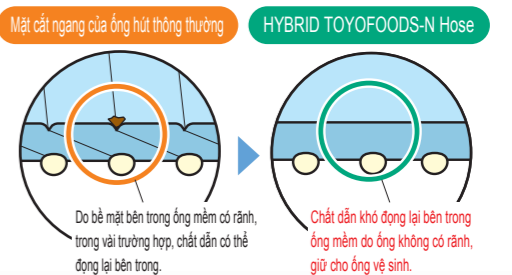 Mặt cắt ngang của ống hút thông thường
HYBRID TOYOFOODS-N Hose
Do bề mặt bên trong ống mềm có rãnh,
trong vài trường hợp, chất dẫn có thể
đọng lại bên trong.
Chất dẫn khó đọng lại bên trong
ống mềm do ống không có rãnh,
giữ cho ống vệ sinh.